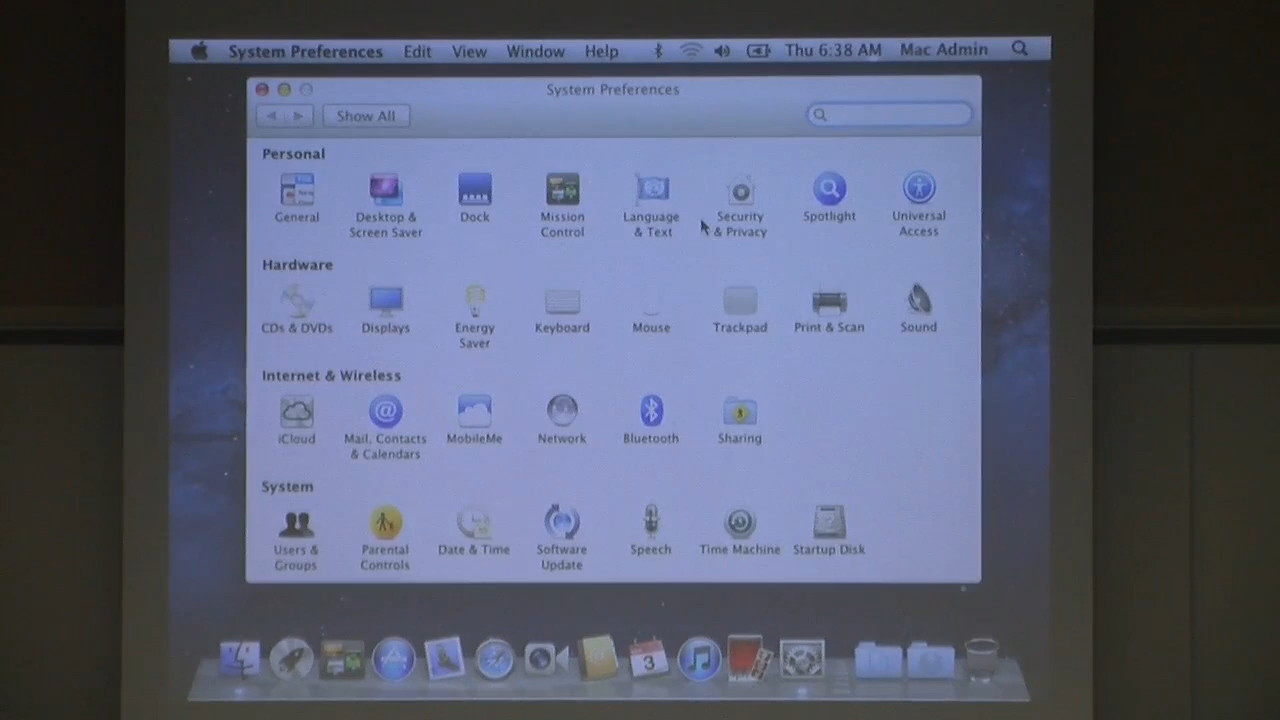 System Preferences Edit View Window Help Thu 6:38 AM Mac Admin
System Preferences
Show All
Personal
General Desktop & Dock Mission Language Security Spotlight Universal
Screen Saver Control & Text & Privacy Access
Hardware
CDs & DVDs Displays Energy Keyboard Mouse Trackpad Print & Scan Sound
Saver
Internet & Wireless
iCloud Mail, Contacts MobileMe Network Bluetooth Sharing
& Calendars
System
Users & Parental Date & Time Software Speech Time Machine Startup Disk
Groups Controls Update
3